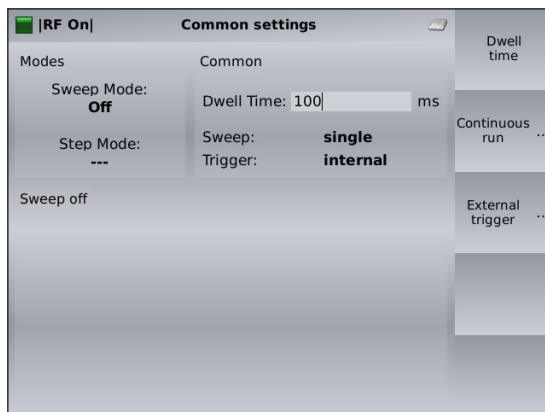 |RF On|
Common settings
Modes
Sweep Mode:
Off
Step Mode:
---
Common
Dwell Time: 100 ms
Sweep: single
Trigger: internal
Sweep off
Dwell
time
Continuous
run ..
External
trigger ..